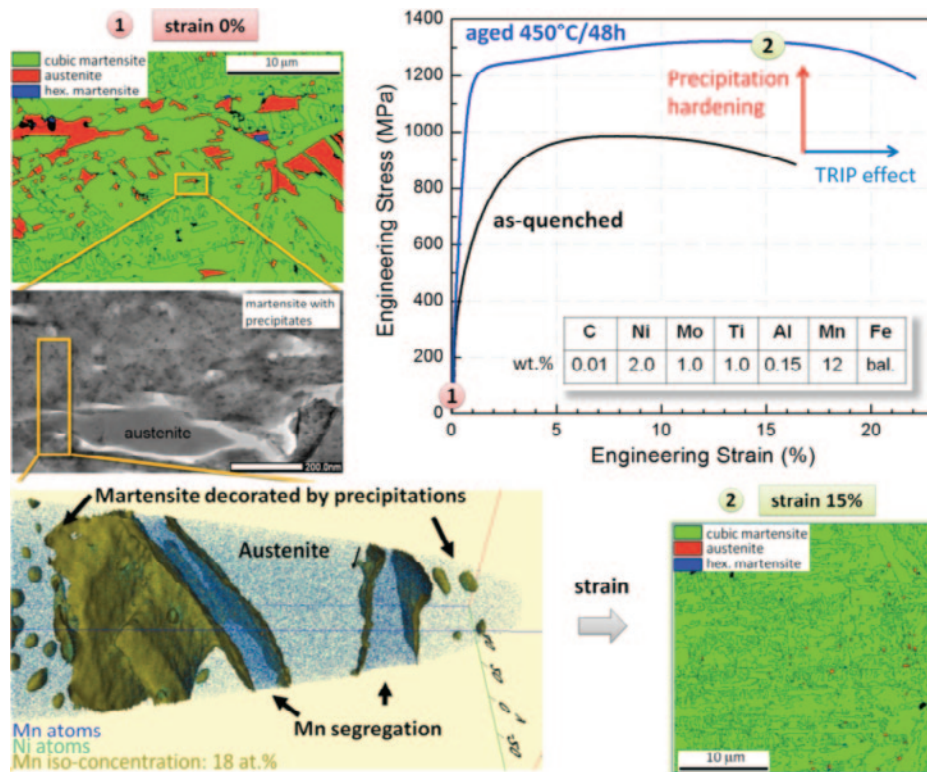 1 strain 0%
cubic martensite
austenite
hex. martensite
10 µm
martensite with
precipitates
austenite
200.0nm
Engineering Stress (MPa)
1400
1200
1000
800
600
400
200
0
aged 450°C/48h
2
Precipitation
hardening
TRIP effect
as-quenched
C Ni Mo Ti Al Mn Fe
wt.% 0.01 2.0 1.0 1.0 0.15 12 bal.
1
0 5 10 15 20
Engineering Strain (%)
Martensite decorated by precipitations
Austenite
Mn segregation
Mn atoms
Ni atoms
Mn iso-concentration: 18 at.%
strain
2 strain 15%
cubic martensite
austenite
hex. martensite
10 µm